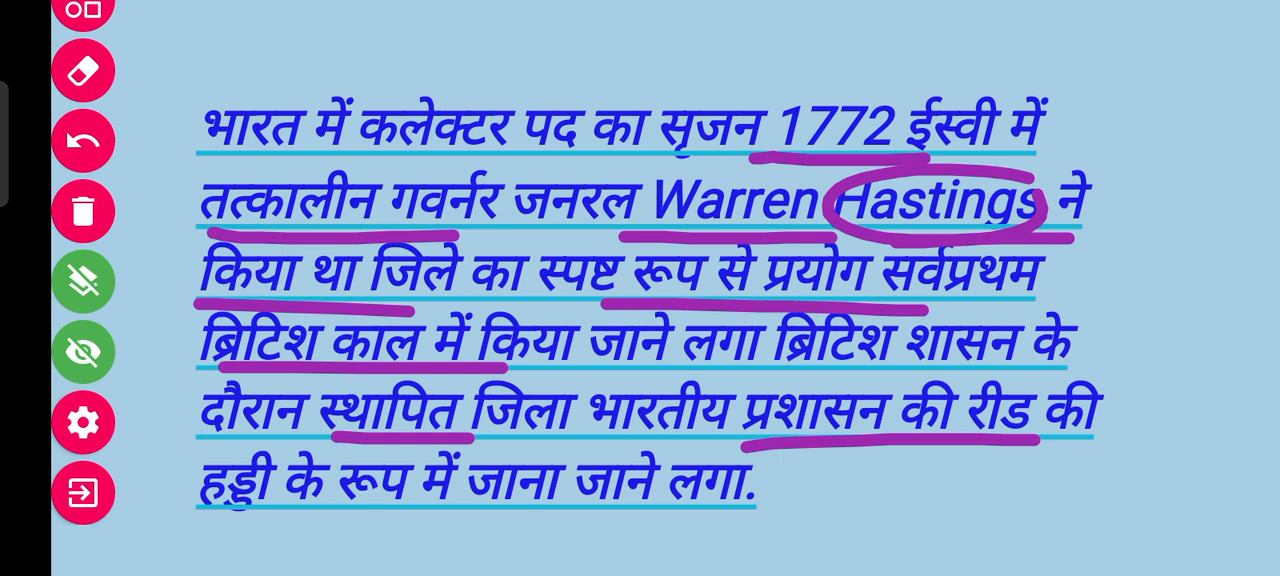 भारत में कलेक्टर पद का सृजन 1772 ईस्वी में
तत्कालीन गवर्नर जनरल Warren Hastings ने
किया था जिले का स्पष्ट रूप से प्रयोग सर्वप्रथम
ब्रिटिश काल में किया जाने लगा ब्रिटिश शासन के
दौरान स्थापित जिला भारतीय प्रशासन की रीड की
हड्डी के रूप में जाना जाने लगा.